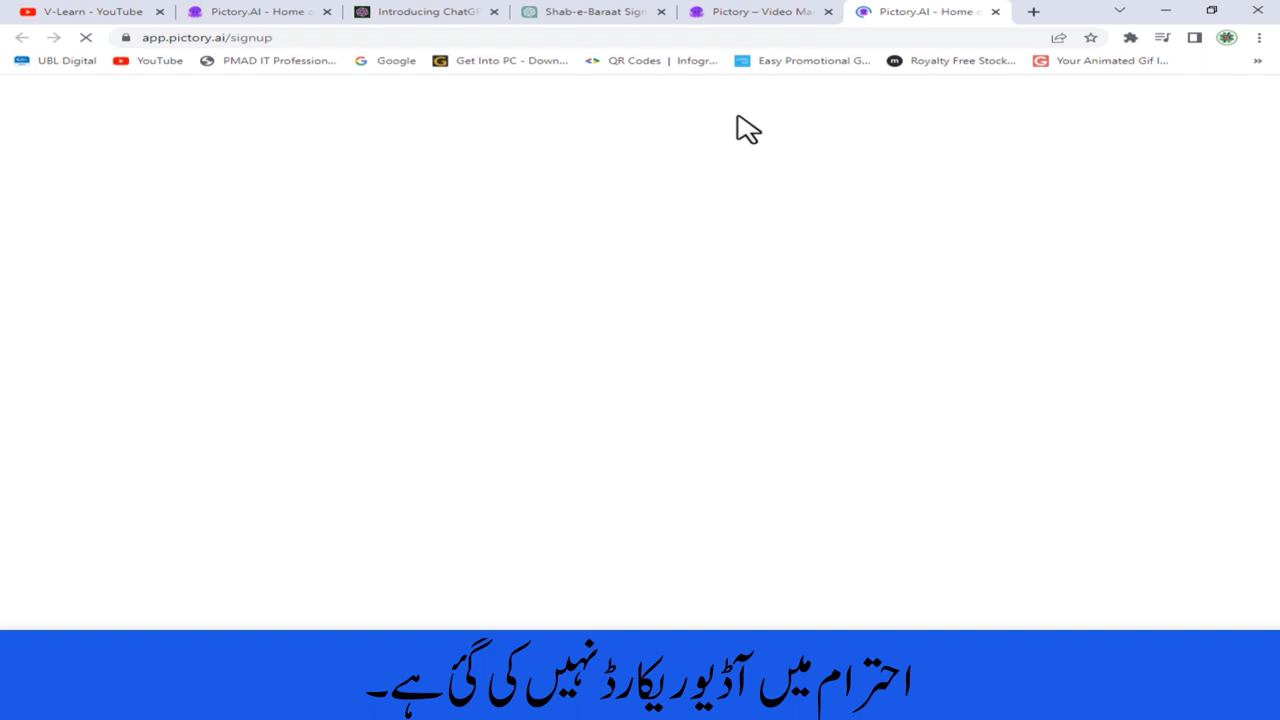 V-Learn - YouTube
Pictory.AI - Home
Introducing ChatGP
Shab-e-Baraat Sign
Pictory – Video Ma
Pictory.AI - Home
app.pictory.ai/signup
UBL Digital
YouTube
PMAD IT Profession...
Google
Get Into PC - Down...
QR Codes | Infogr...
Easy Promotional G...
Royalty Free Stock...
Your Animated Gif I...
احترام میں آڈیو ریکارڈ نہیں کی گئ ہے۔